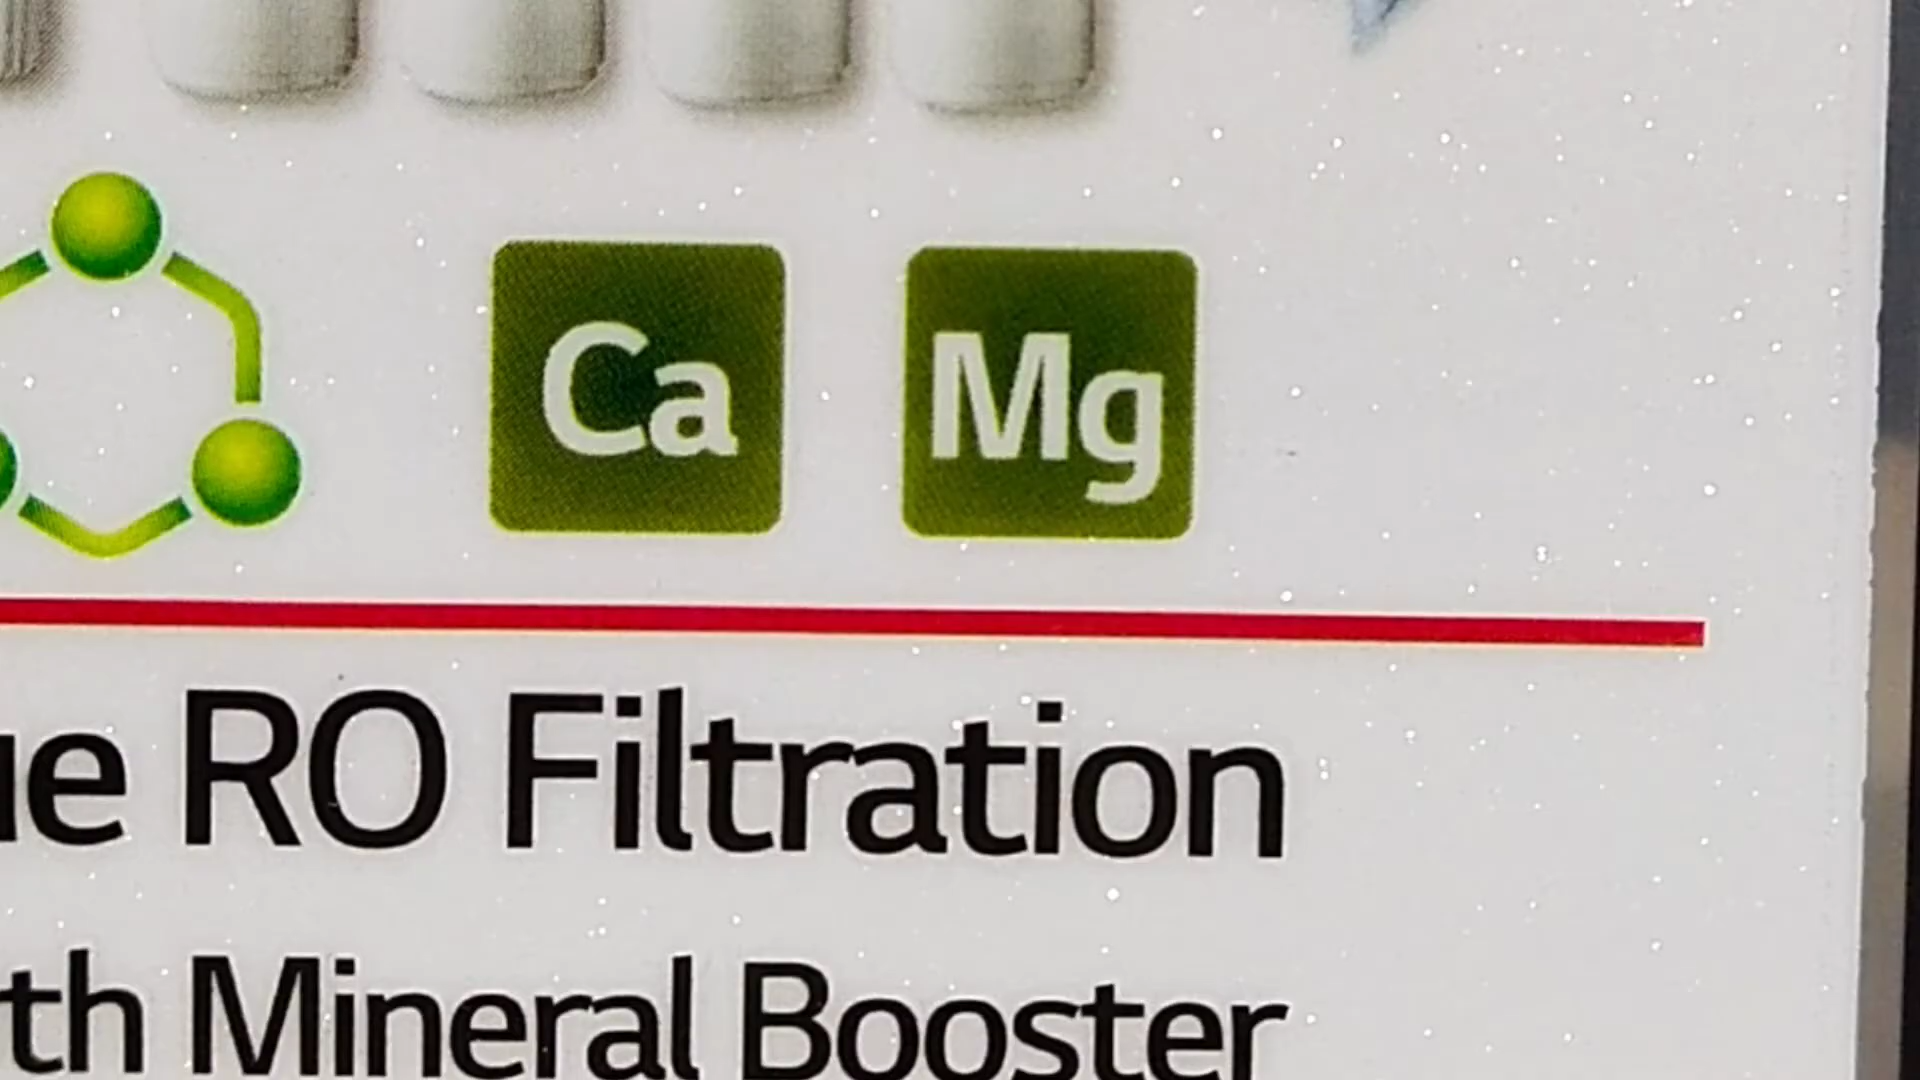 Ca Mg
ue RO Filtration
th Mineral Booster